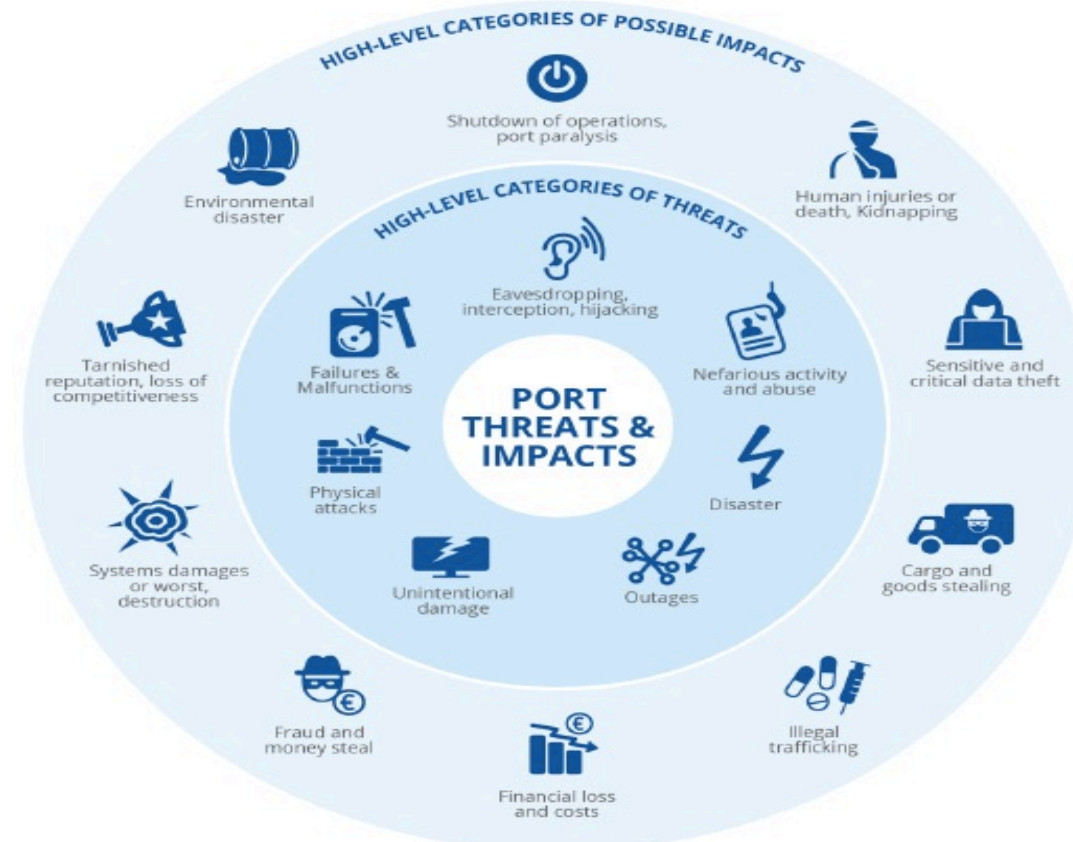 HIGH-LEVEL CATEGORIES OF POSSIBLE IMPACTS
Shutdown of operations,
port paralysis
Environmental
disaster
Human injuries or
death, Kidnapping
HIGH-LEVEL CATEGORIES OF THREATS
Eavesdropping,
interception, hijacking
Tarnished
reputation, loss of
competitiveness
Failures &
Malfunctions
Nefarious activity
and abuse
Sensitive and
critical data theft
PORT
THREATS &
IMPACTS
Physical
attacks
Disaster
Systems damages
or worst,
destruction
Unintentional
damage
Outages
Cargo and
goods stealing
Fraud and
money steal
€
Financial loss
and costs
€
Illegal
trafficking